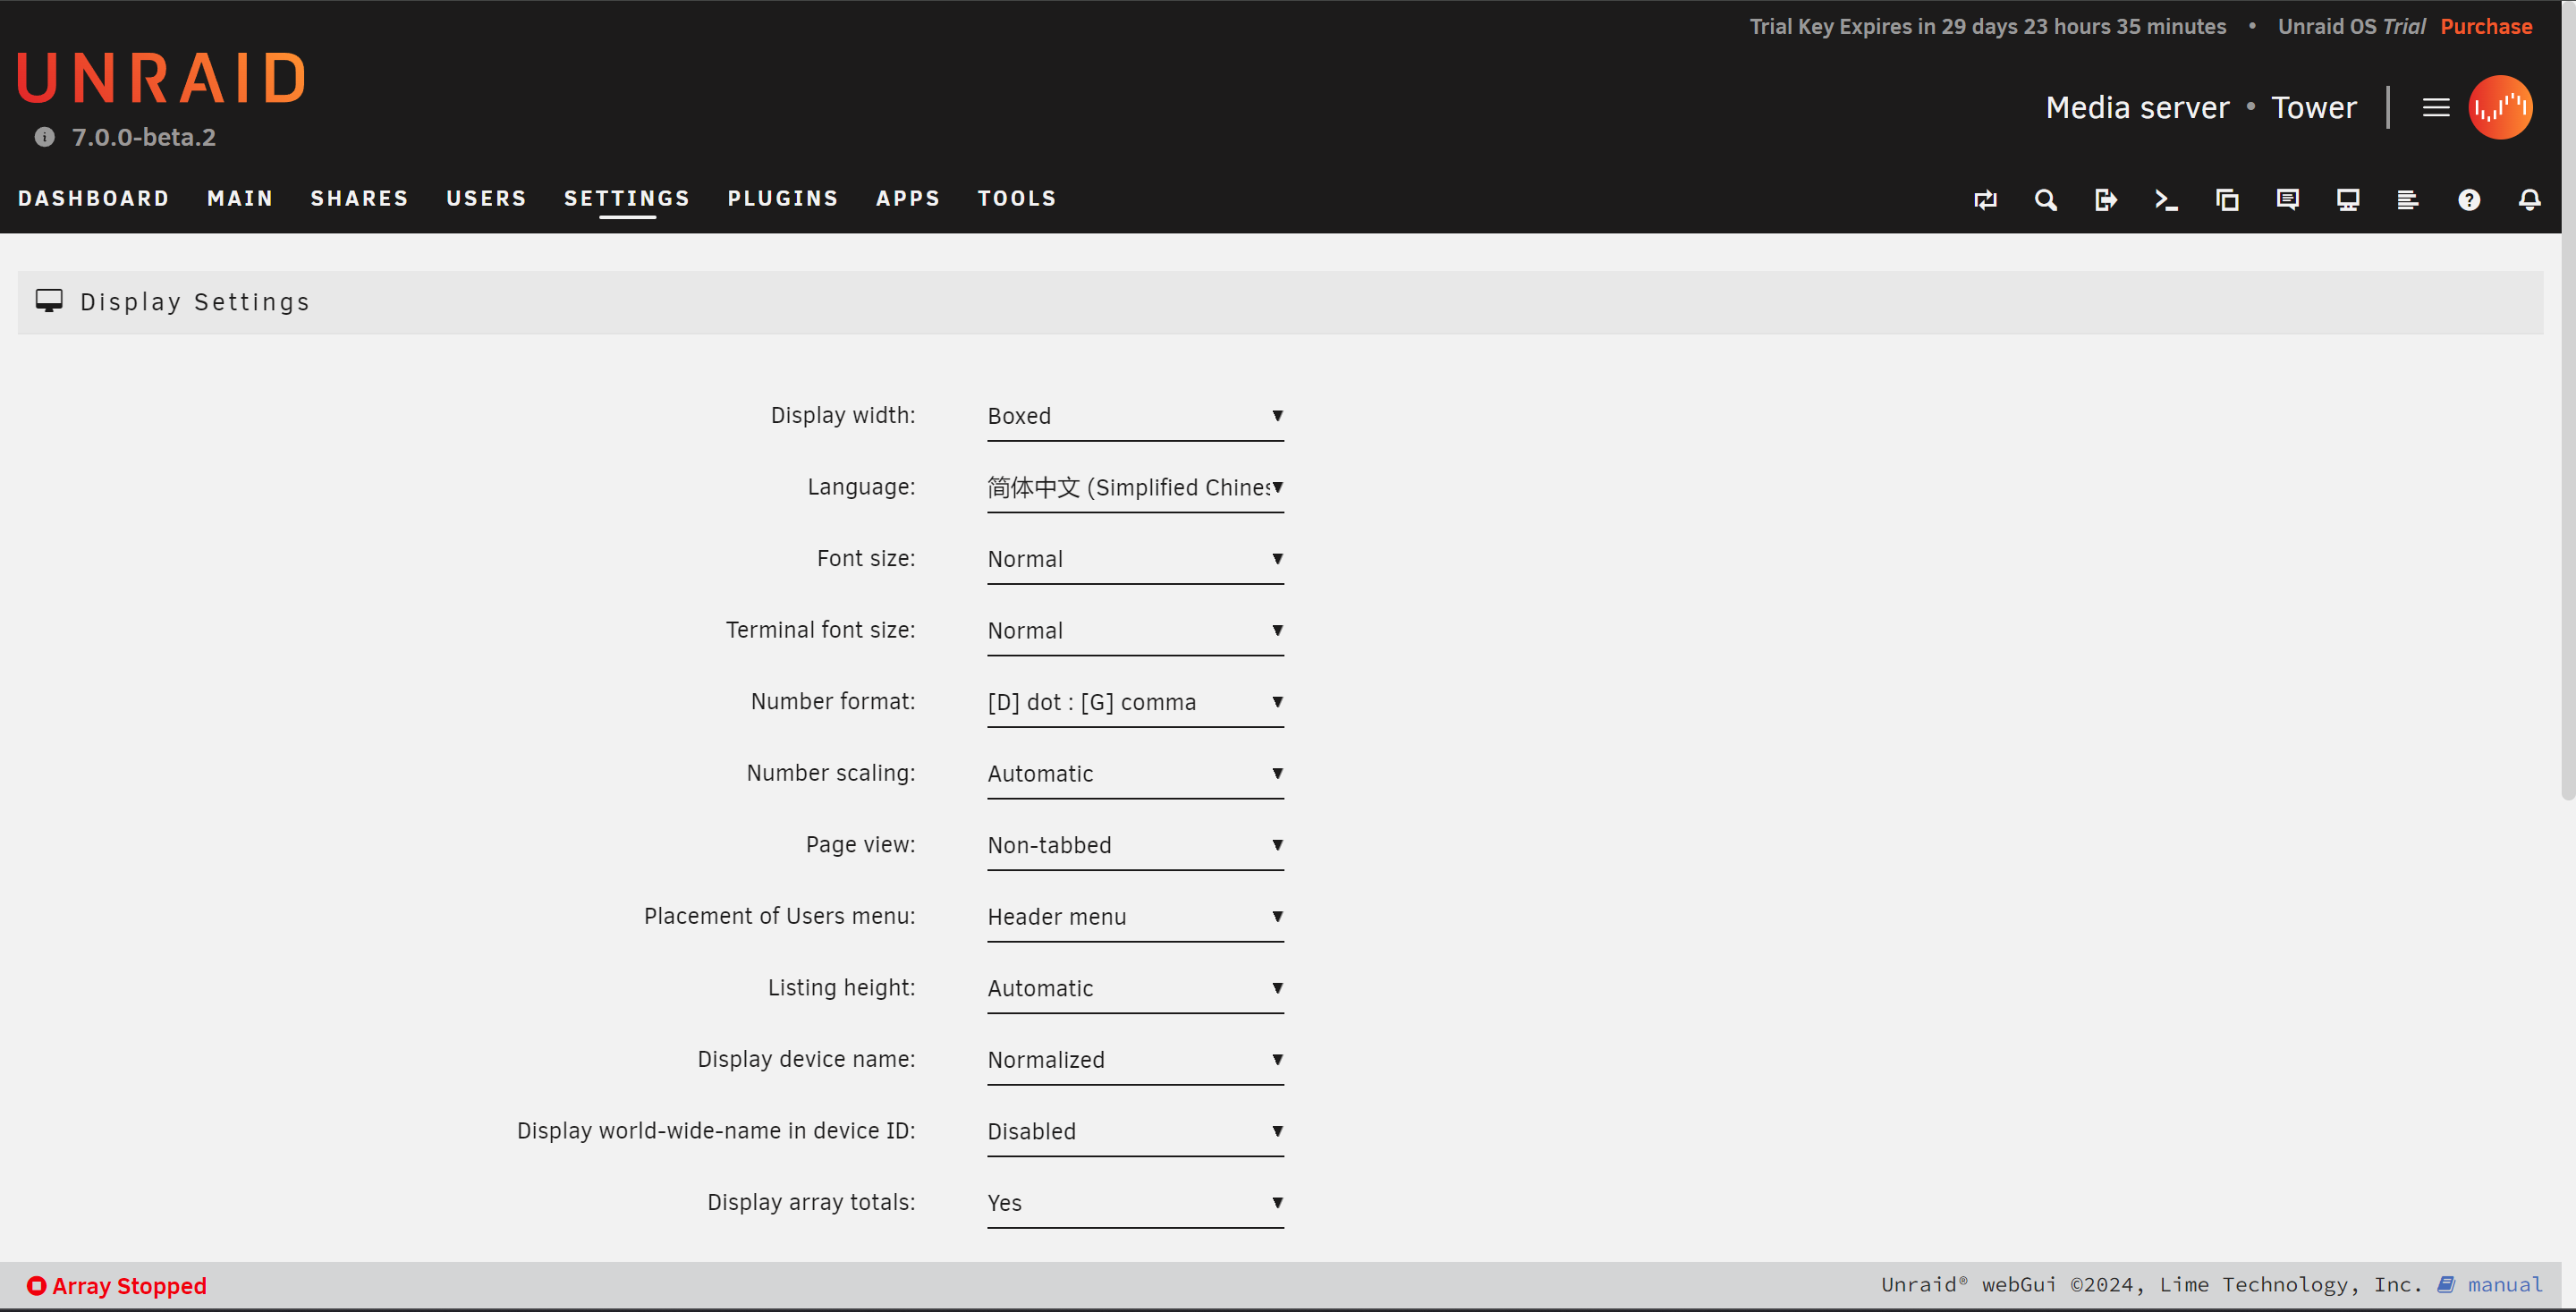 Trial Key Expires in 29 days 23 hours 35 minutes • Unraid OS Trial Purchase
UNRAID
7.0.0-beta.2
Media server • Tower
DASHBOARD MAIN SHARES USERS SETTINGS PLUGINS APPS TOOLS
Display Settings
Display width: Boxed
Language: 简体中文 (Simplified Chines
Font size: Normal
Terminal font size: Normal
Number format: [D] dot : [G] comma
Number scaling: Automatic
Page view: Non-tabbed
Placement of Users menu: Header menu
Listing height: Automatic
Display device name: Normalized
Display world-wide-name in device ID: Disabled
Display array totals: Yes
Array Stopped
Unraid® webGui ©2024, Lime Technology, Inc. manual